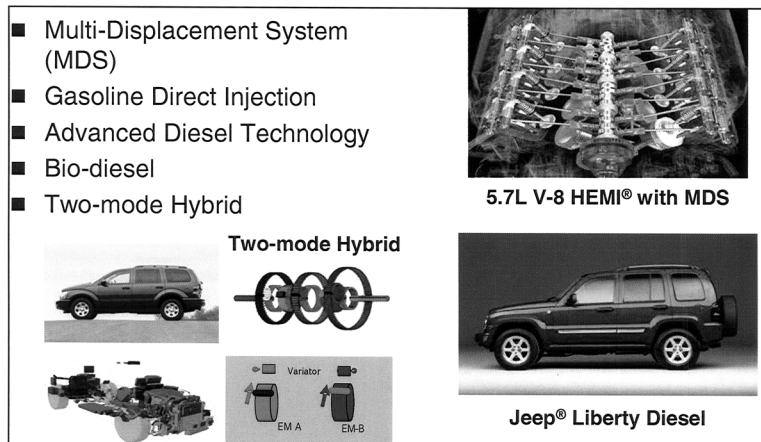 Multi-Displacement System
(MDS)
Gasoline Direct Injection
Advanced Diesel Technology
Bio-diesel
Two-mode Hybrid
5.7L V-8 HEMI® with MDS
Two-mode Hybrid
Variator
EM A
EM-B
Jeep® Liberty Diesel